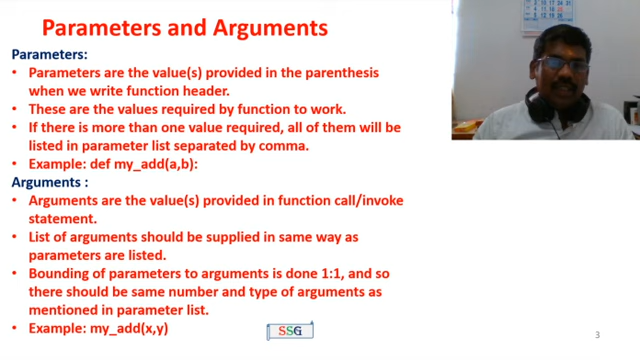 Parameters and Arguments
Parameters:
• Parameters are the value(s) provided in the parenthesis
when we write function header.
• These are the values required by function to work.
• If there is more than one value required, all of them will be
listed in parameter list separated by comma.
• Example: def my_add(a,b):
Arguments :
• Arguments are the value(s) provided in function call/invoke
statement.
• List of arguments should be supplied in same way as
parameters are listed.
• Bounding of parameters to arguments is done 1:1, and so
there should be same number and type of arguments as
mentioned in parameter list.
• Example: my_add(x,y)
SSG
3